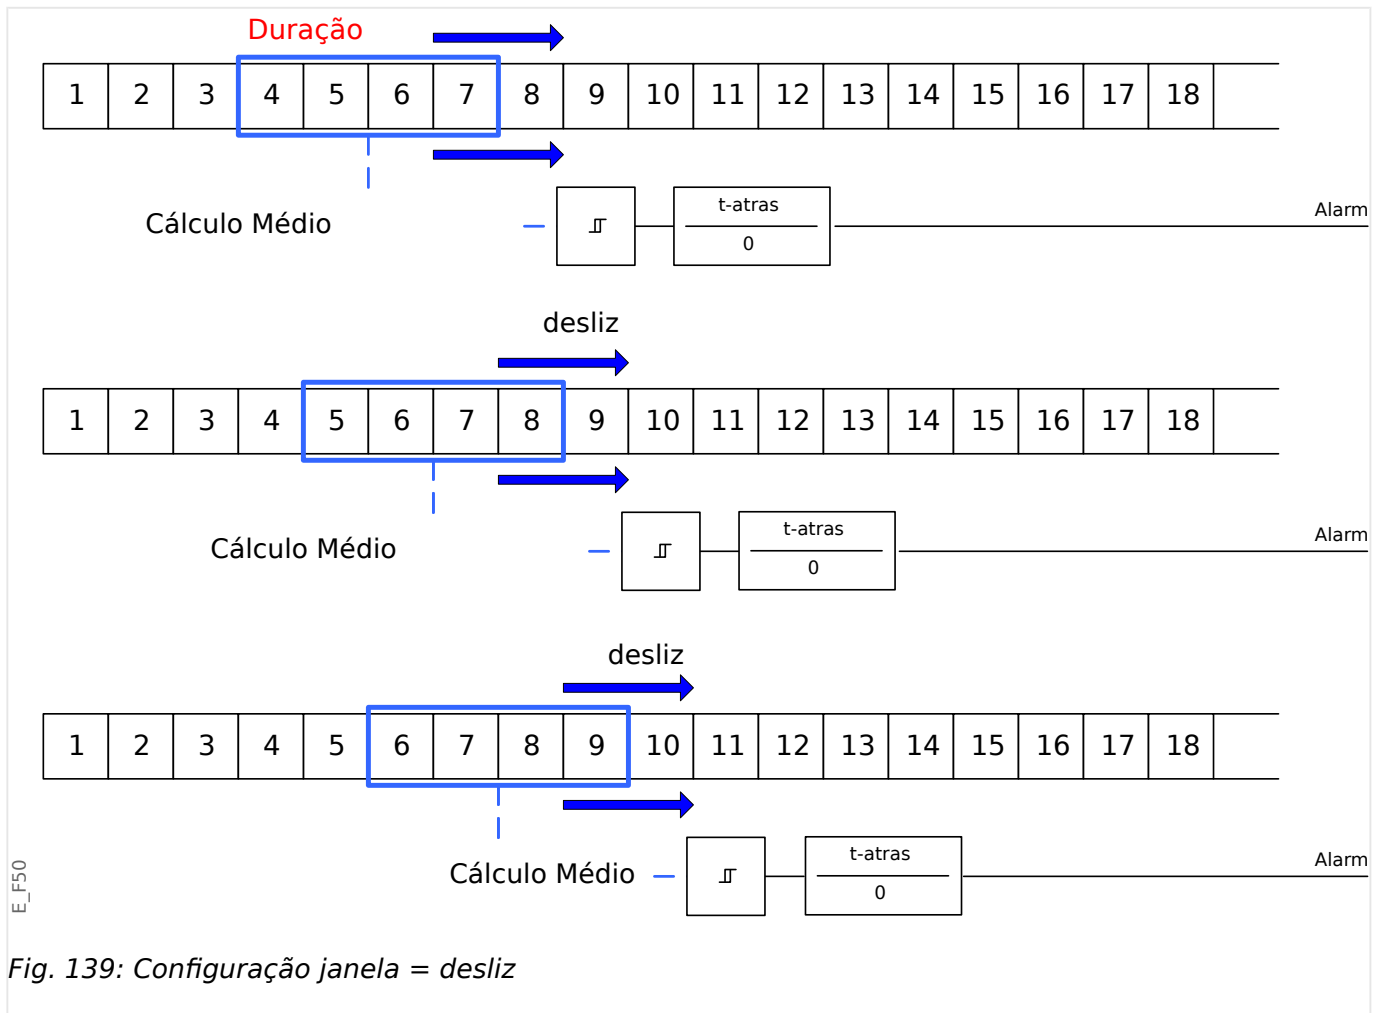 Duração
1 2 3 4 5 6 7 8 9 10 11 12 13 14 15 16 17 18
t-atras
Alarm
Cálculo Médio
0
desliz
1 2 3 4 5 6 7 8 9 10 11 12 13 14 15 16 17 18
t-atras
Alarm
Cálculo Médio
0
desliz
1 2 3 4 5 6 7 8 9 10 11 12 13 14 15 16 17 18
t-atras
Alarm
Cálculo Médio
0
E_F50
Fig. 139: Configuração janela = desliz